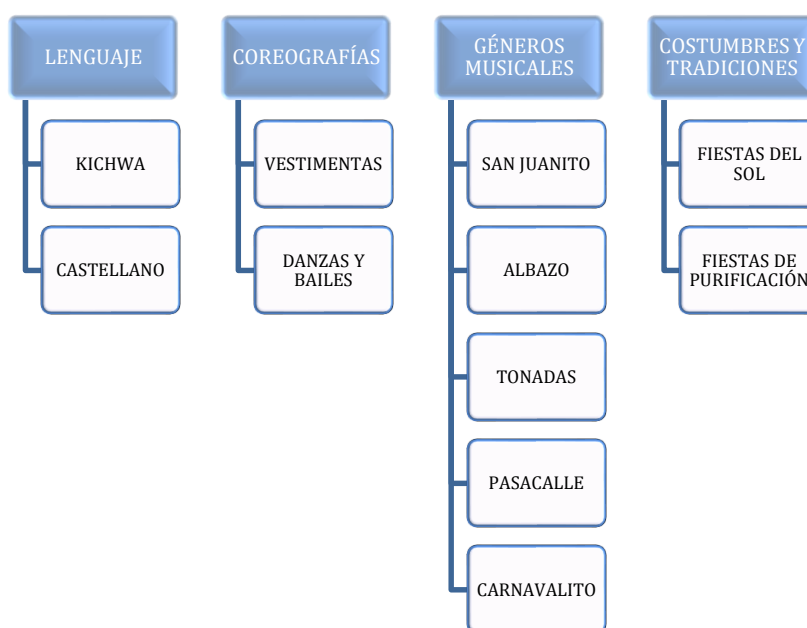 LENGUAJE
KICHWA
CASTELLANO
COREOGRAFÍAS
VESTIMENTAS
DANZAS Y
BAILES
GÉNEROS
MUSICALES
SAN JUANITO
ALBAZO
TONADAS
PASACALLE
CARNAVALITO
COSTUMBRES Y
TRADICIONES
FIESTAS DEL
SOL
FIESTAS DE
PURIFICACIÓN